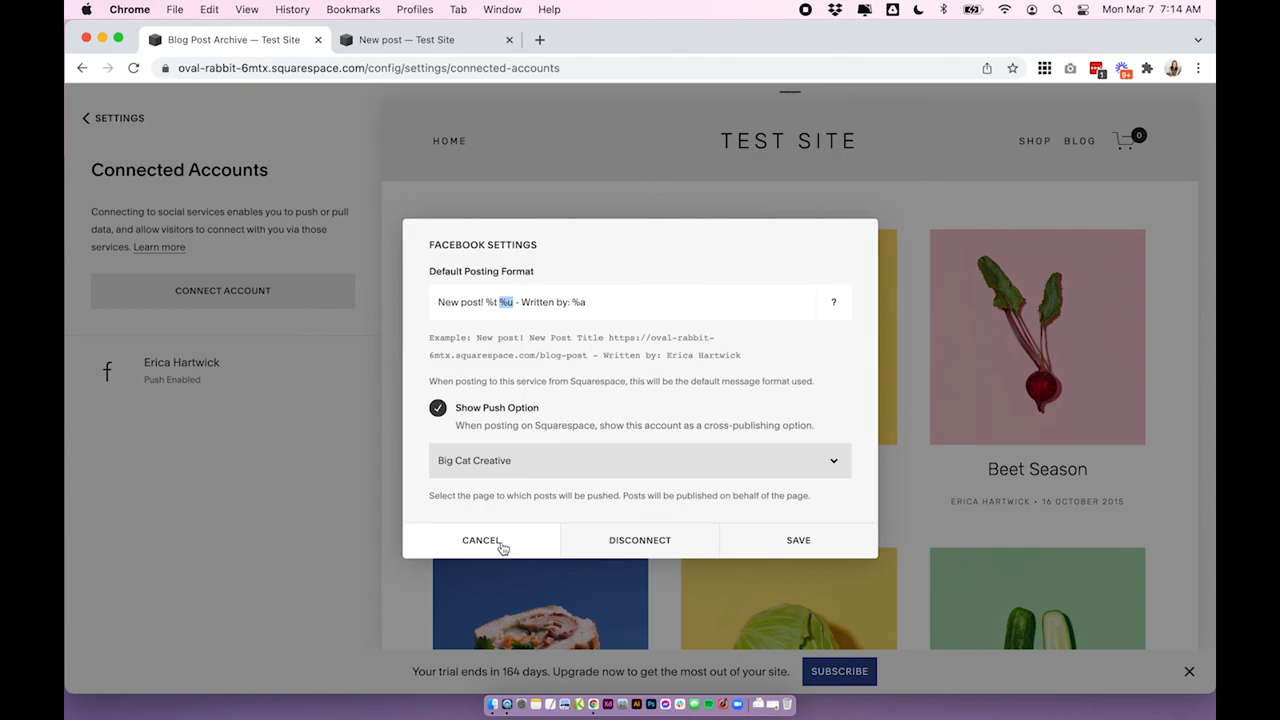 Chrome File Edit View History Bookmarks Profiles Tab Window Help Mon Mar 7 7:14 AM
Blog Post Archive — Test Site New post — Test Site
oval-rabbit-6mtx.squarespace.com/config/settings/connected-accounts
1 9+
SETTINGS
Connected Accounts
Connecting to social services enables you to push or pull
data, and allow visitors to connect with you via those
services. Learn more
CONNECT ACCOUNT
Erica Hartwick
Push Enabled
HOME TEST SITE SHOP BLOG 0
FACEBOOK SETTINGS
Default Posting Format
New post! %t %u - Written by: %a ?
Example: New post! New Post Title https://oval-rabbit-
6mtx.squarespace.com/blog-post - Written by: Erica Hartwick
When posting to this service from Squarespace, this will be the default message format used.
Show Push Option
When posting on Squarespace, show this account as a cross-publishing option.
Big Cat Creative
Select the page to which posts will be pushed. Posts will be published on behalf of the page.
CANCEL DISCONNECT SAVE
Beet Season
ERICA HARTWICK • 16 OCTOBER 2015
Your trial ends in 164 days. Upgrade now to get the most out of your site. SUBSCRIBE
Xd Ai Ps